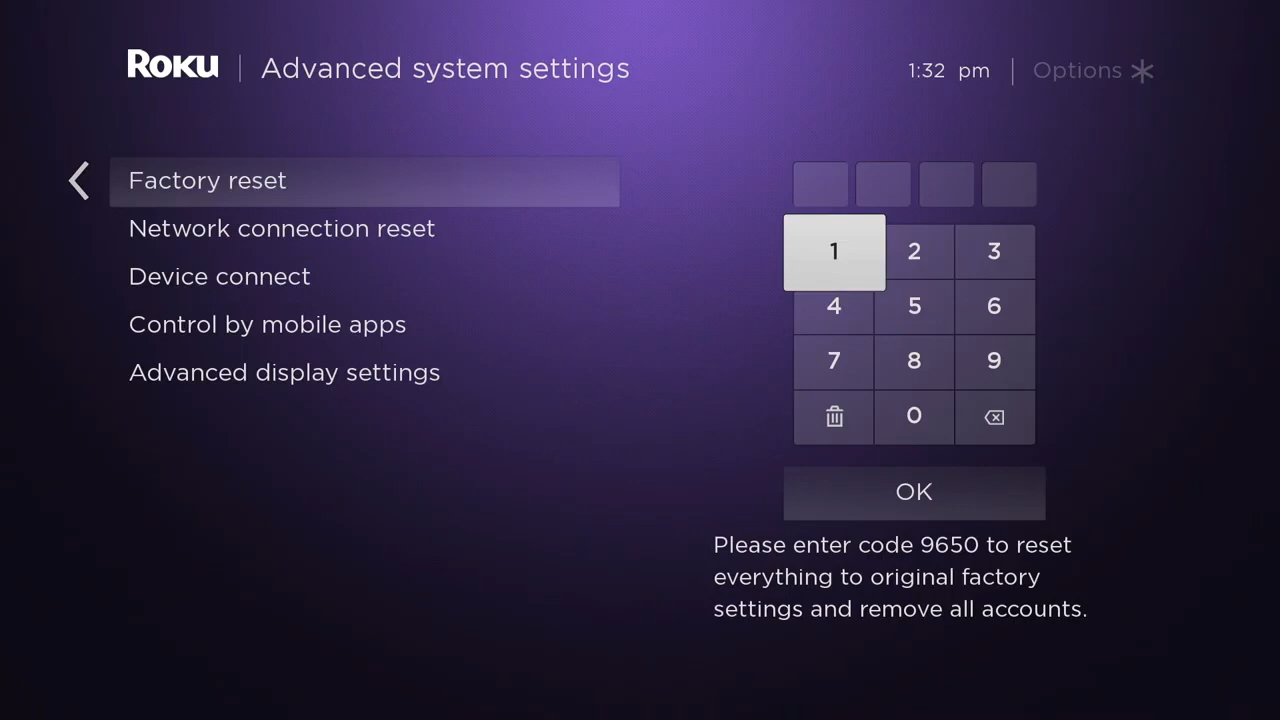 Roku | Advanced system settings
1:32 pm | Options *
Factory reset
Network connection reset
Device connect
Control by mobile apps
Advanced display settings
1 2 3
4 5 6
7 8 9
0
OK
Please enter code 9650 to reset
everything to original factory
settings and remove all accounts.